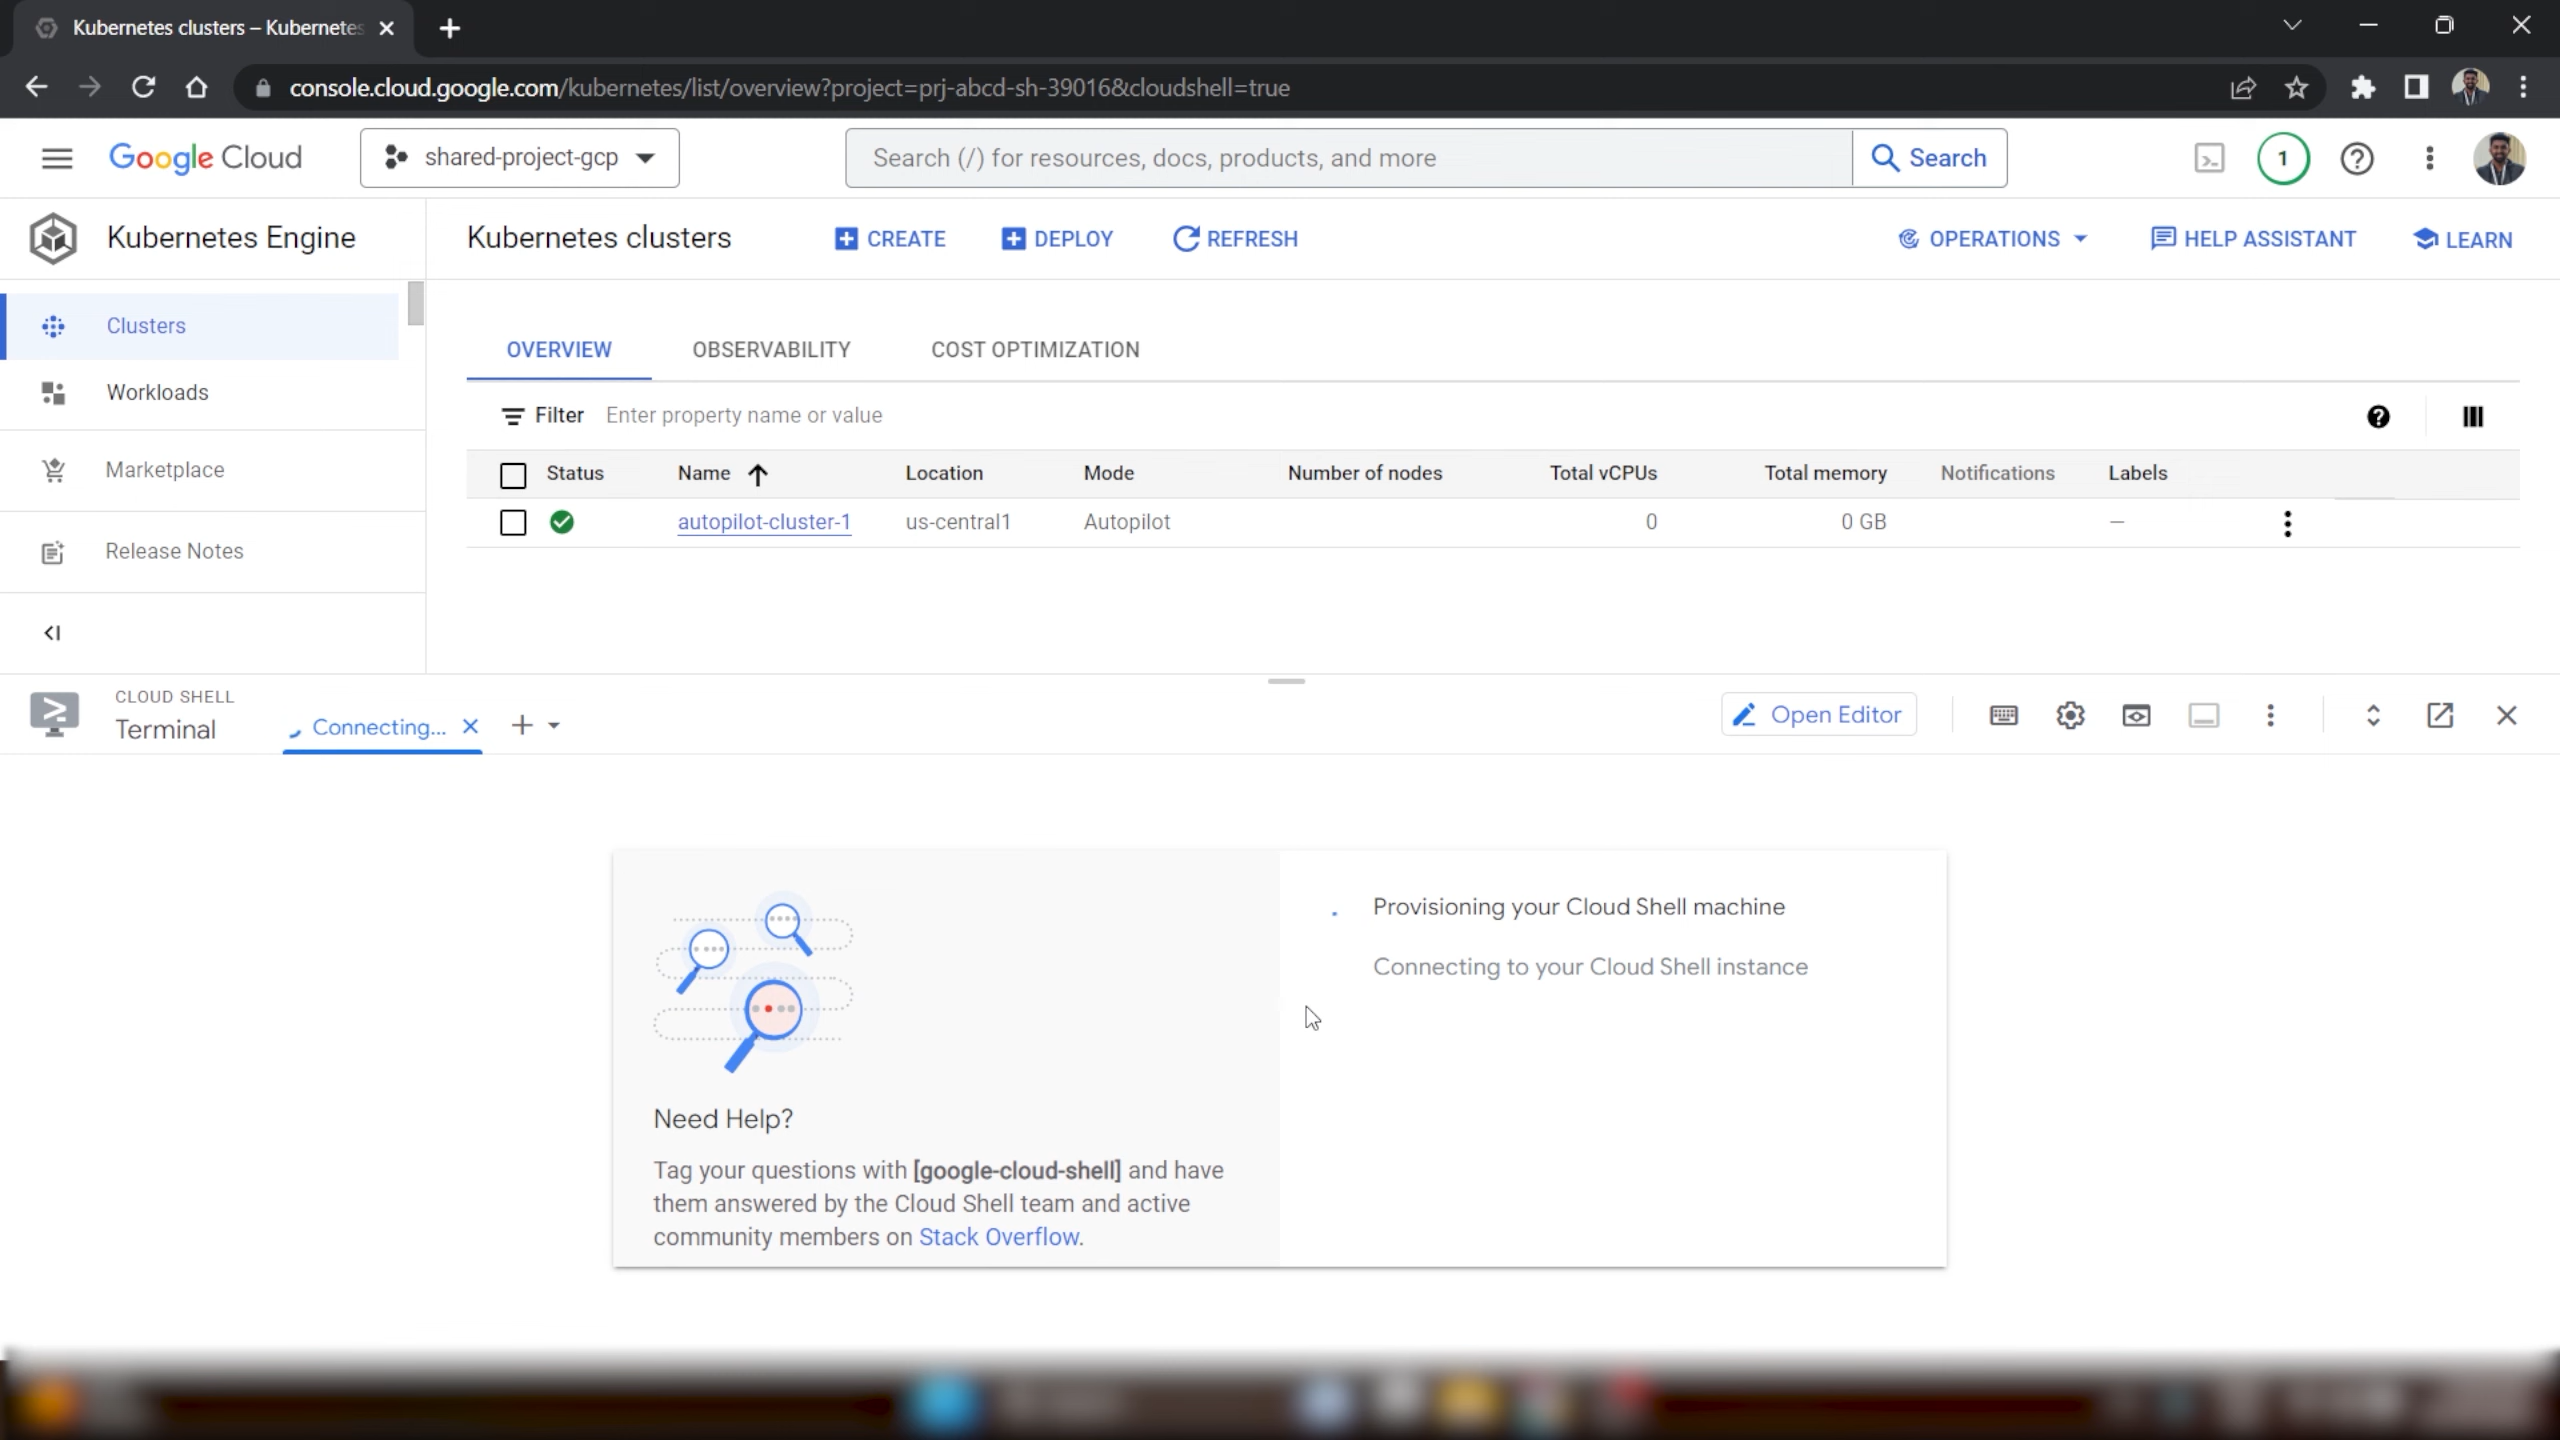 Kubernetes clusters – Kubernetes
console.cloud.google.com/kubernetes/list/overview?project=prj-abcd-sh-39016&cloudshell=true
Google Cloud
shared-project-gcp
Search (/) for resources, docs, products, and more
Search
1
Kubernetes Engine
Kubernetes clusters
CREATE
DEPLOY
REFRESH
OPERATIONS
HELP ASSISTANT
LEARN
Clusters
Workloads
Marketplace
Release Notes
OVERVIEW
OBSERVABILITY
COST OPTIMIZATION
Filter
Enter property name or value
Status
Name
Location
Mode
Number of nodes
Total vCPUs
Total memory
Notifications
Labels
autopilot-cluster-1
us-central1
Autopilot
0
0 GB
—
CLOUD SHELL
Terminal
Connecting...
Open Editor
Provisioning your Cloud Shell machine
Connecting to your Cloud Shell instance
Need Help?
Tag your questions with [google-cloud-shell] and have
them answered by the Cloud Shell team and active
community members on Stack Overflow.